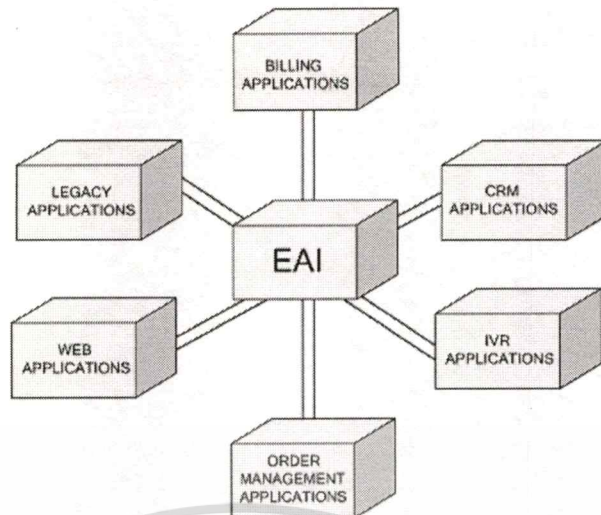 BILLING
APPLICATIONS
LEGACY
APPLICATIONS
CRM
APPLICATIONS
EAI
WEB
APPLICATIONS
IVR
APPLICATIONS
ORDER
MANAGEMENT
APPLICATIONS